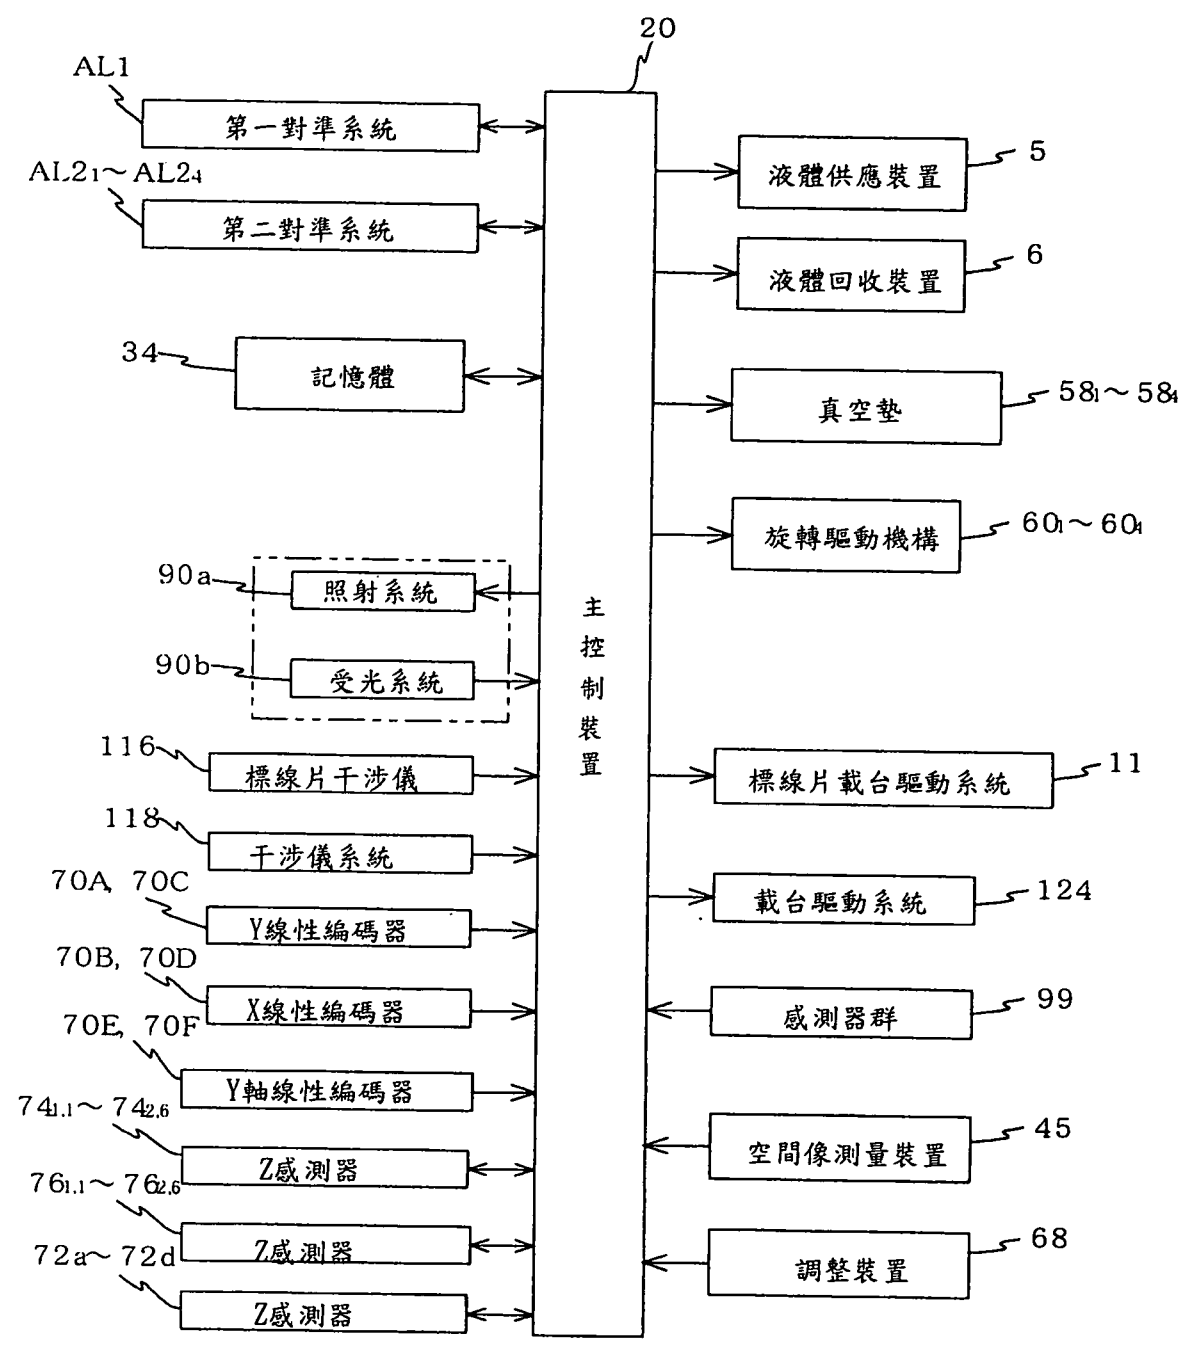 20
AL1
第一對準系統
AL2₁～AL2₄
第二對準系統
34
記憶體
90a
照射系統
90b
受光系統
116
標線片干涉儀
118
干涉儀系統
70A, 70C
Y線性編碼器
70B, 70D
X線性編碼器
70E, 70F
Y軸線性編碼器
74₁,₁～74₂,₆
Z感測器
76₁,₁～76₂,₆
Z感測器
72a～72d
Z感測器
主控制裝置
5
液體供應裝置
6
液體回收裝置
58₁～58₄
真空墊
60₁～60₄
旋轉驅動機構
11
標線片載台驅動系統
124
載台驅動系統
99
感測器群
45
空間像測量裝置
68
調整裝置